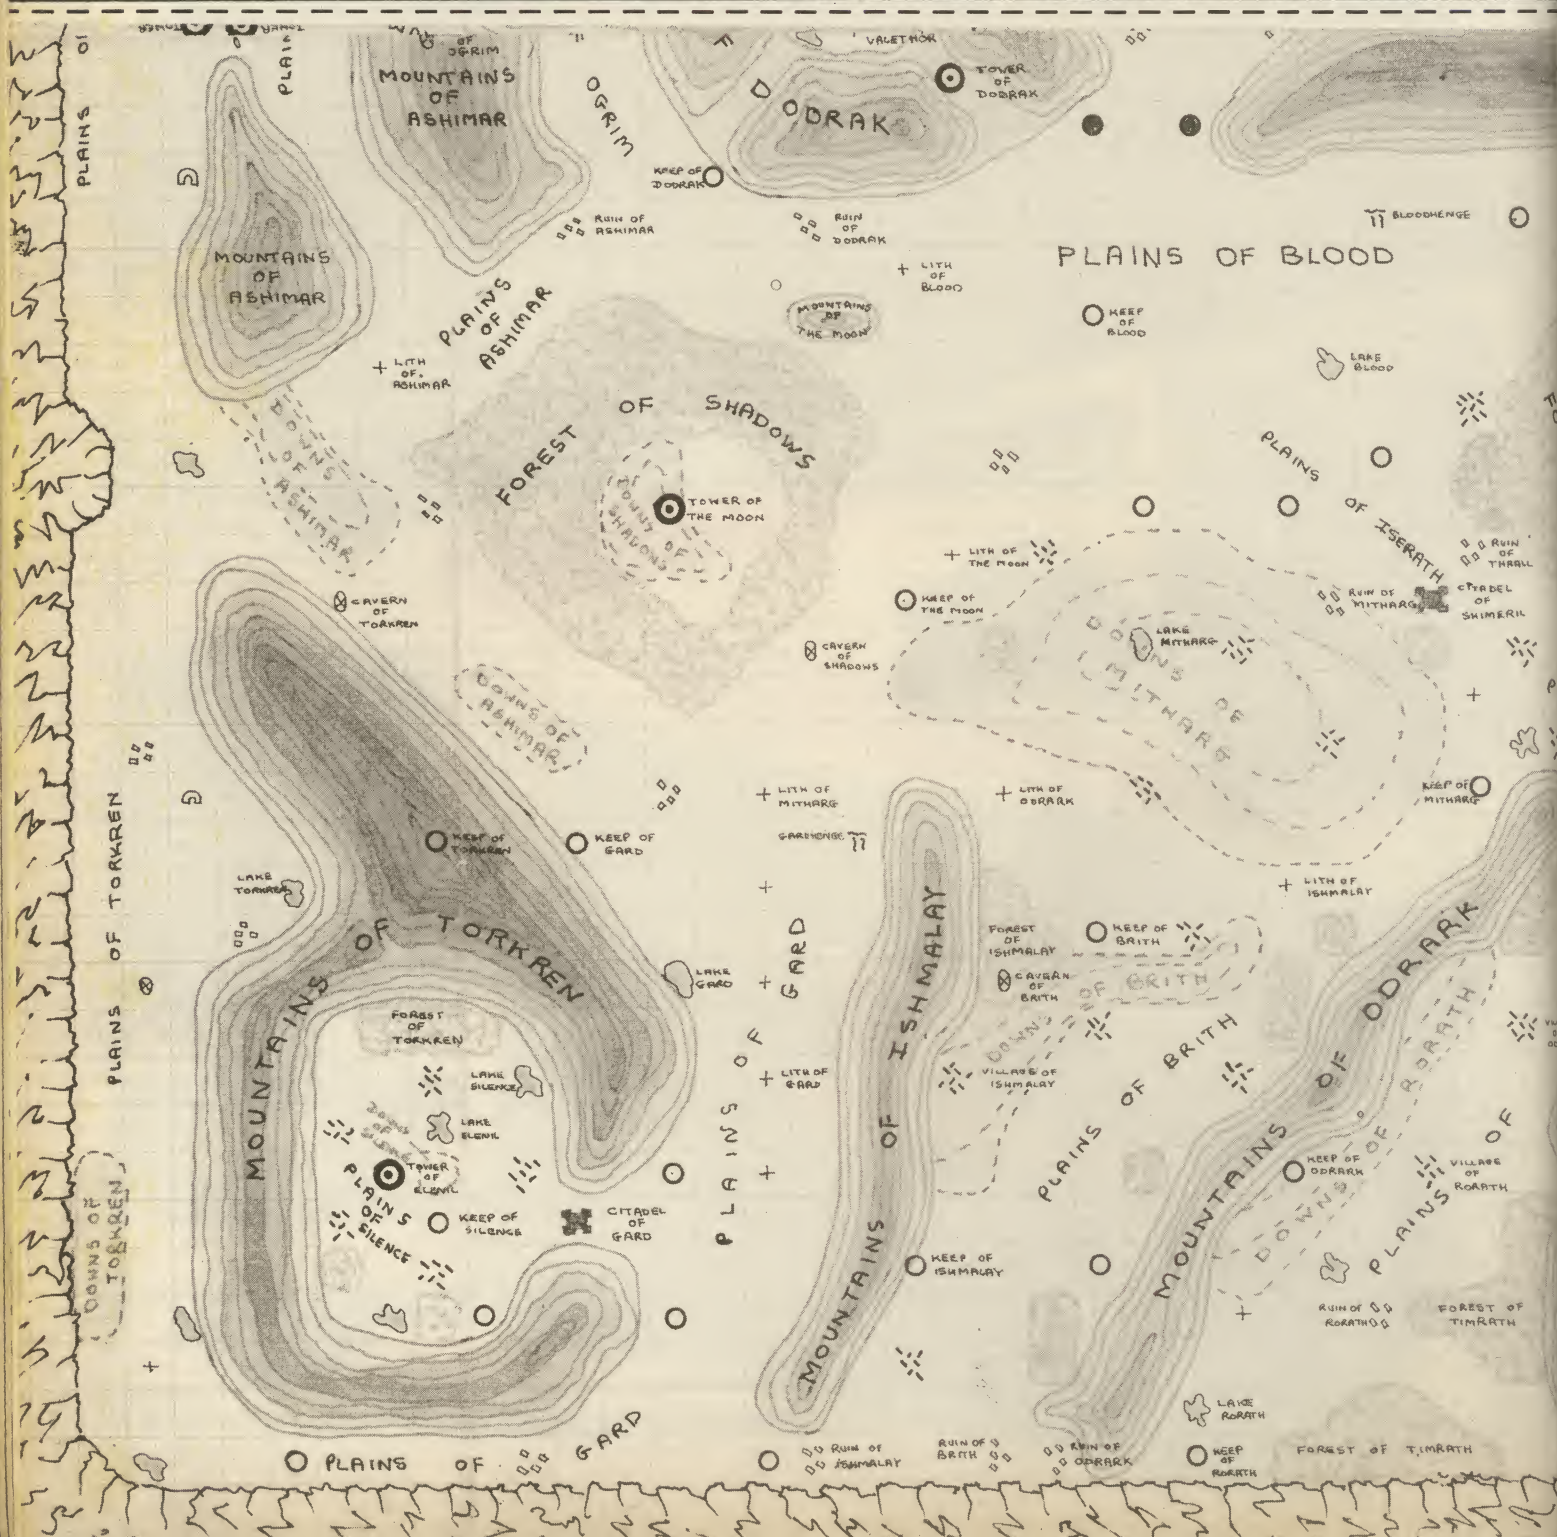 TOWER
TOWER
PLAIN
PLAINS
OF
OGRIM
MOUNTAINS
OF
ASHIMAR
OGRIM
VALETHOR
DODRAK
TOWER
OF
DODRAK
KEEP OF
DODRAK
RUIN OF
ASHIMAR
RUIN
OF
DODRAK
BLOODHENGE
PLAINS OF BLOOD
MOUNTAINS
OF
ASHIMAR
LITH
OF
BLOOD
PLAINS
OF
ASHIMAR
MOUNTAINS
OF
THE MOON
KEEP
OF
BLOOD
LITH
OF.
ASHIMAR
LAKE
BLOOD
FOREST OF SHADOWS
DOWNS
OF
ASHIMAR
PLAINS
OF ISERATH
TOWER OF
THE MOON
DOWNS OF
SHADOWS
LITH OF
THE MOON
RUIN
OF
THRALL
KEEP OF
THE MOON
RUIN OF
MITHARG
CITADEL
OF
SHIMERIL
CAVERN
OF
TORKREN
LAKE
MITHARG
CAVERN
OF
SHADOWS
DOWNS OF
MITHARG
DOWNS OF
ASHIMAR
LITH OF
MITHARG
LITH OF
ODRARK
KEEP OF
MITHARG
KEEP OF
TORKREN
KEEP OF
GARD
GARDHENGE
LAKE
TORKREN
LITH OF
ISHMALAY
PLAINS OF TORKREN
MOUNTAINS OF TORKREN
LAKE
GARD
PLAINS OF GARD
MOUNTAINS OF ISHMALAY
FOREST
OF
ISHMALAY
KEEP OF
BRITH
CAVERN
OF
BRITH
DOWNS OF BRITH
MOUNTAINS OF ODRARK
FOREST
OF
TORKREN
LAKE
SILENCE
LITH OF
GARD
VILLAGE OF
ISHMALAY
PLAINS OF BRITH
DOWNS OF RORATH
DOWNS
OF
SILENCE
LAKE
ELENIL
TOWER
OF
ELENIL
PLAINS
OF
SILENCE
KEEP OF
SILENCE
CITADEL
OF
GARD
KEEP OF
ODRARK
VILLAGE
OF
RORATH
PLAINS OF
DOWNS OF
TORKREN
KEEP OF
ISHMALAY
RUIN OF
RORATH
FOREST OF
TIMRATH
LAKE
RORATH
PLAINS OF GARD
RUIN OF
ISHMALAY
RUIN OF
BRITH
RUIN OF
ODRARK
KEEP
OF
RORATH
FOREST OF TIMRATH